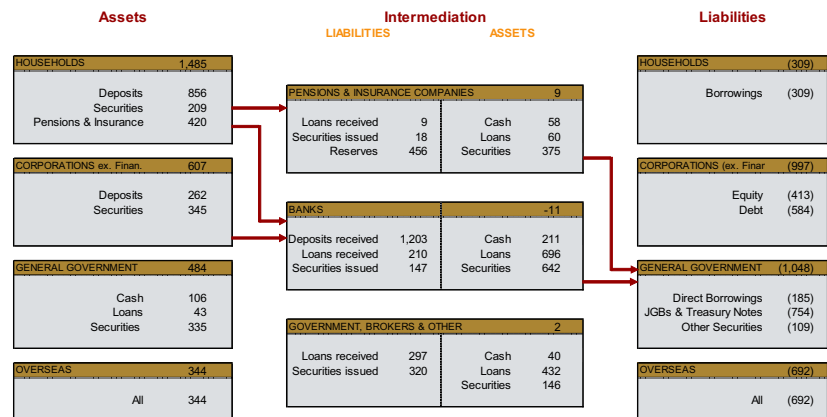 Assets
Intermediation
Liabilities
LIABILITIES ASSETS
HOUSEHOLDS 1,485
Deposits 856
Securities 209
Pensions & Insurance 420
CORPORATIONS ex. Finan. 607
Deposits 262
Securities 345
GENERAL GOVERNMENT 484
Cash 106
Loans 43
Securities 335
OVERSEAS 344
All 344
PENSIONS & INSURANCE COMPANIES 9
Loans received 9 Cash 58
Securities issued 18 Loans 60
Reserves 456 Securities 375
BANKS -11
Deposits received 1,203 Cash 211
Loans received 210 Loans 696
Securities issued 147 Securities 642
GOVERNMENT, BROKERS & OTHER 2
Loans received 297 Cash 40
Securities issued 320 Loans 432
Securities 146
HOUSEHOLDS (309)
Borrowings (309)
CORPORATIONS (ex. Finar (997)
Equity (413)
Debt (584)
GENERAL GOVERNMENT (1,048)
Direct Borrowings (185)
JGBs & Treasury Notes (754)
Other Securities (109)
OVERSEAS (692)
All (692)